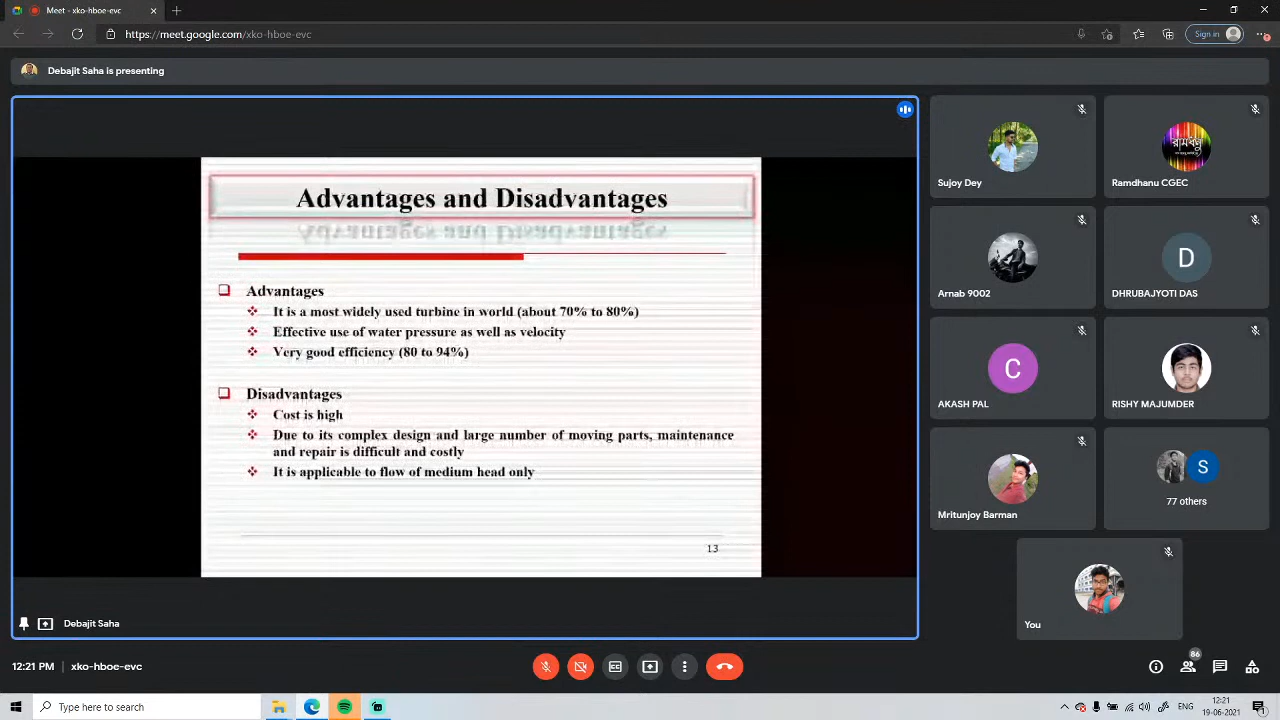 Meet - xko-hboe-evc
https://meet.google.com/xko-hboe-evc
Sign in
Debajit Saha is presenting
Advantages and Disadvantages
Advantages
It is a most widely used turbine in world (about 70% to 80%)
Effective use of water pressure as well as velocity
Very good efficiency (80 to 94%)
Disadvantages
Cost is high
Due to its complex design and large number of moving parts, maintenance
and repair is difficult and costly
It is applicable to flow of medium head only
13
Debajit Saha
Sujoy Dey
রামধনু
Ramdhanu CGEC
Arnab 9002
D
DHRUBAJYOTI DAS
C
AKASH PAL
RISHY MAJUMDER
Mritunjoy Barman
S
77 others
You
12:21 PM | xko-hboe-evc
86
Type here to search
ENG
12:21
19-06-2021